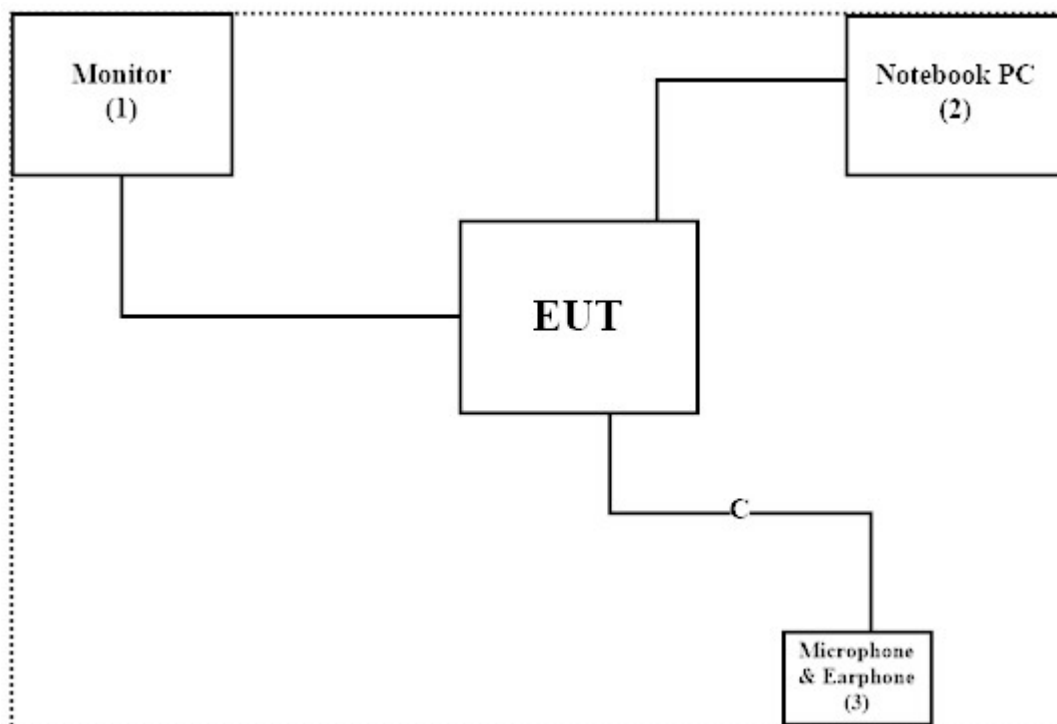 Monitor
(1)
Notebook PC
(2)
EUT
C
Microphone
& Earphone
(3)